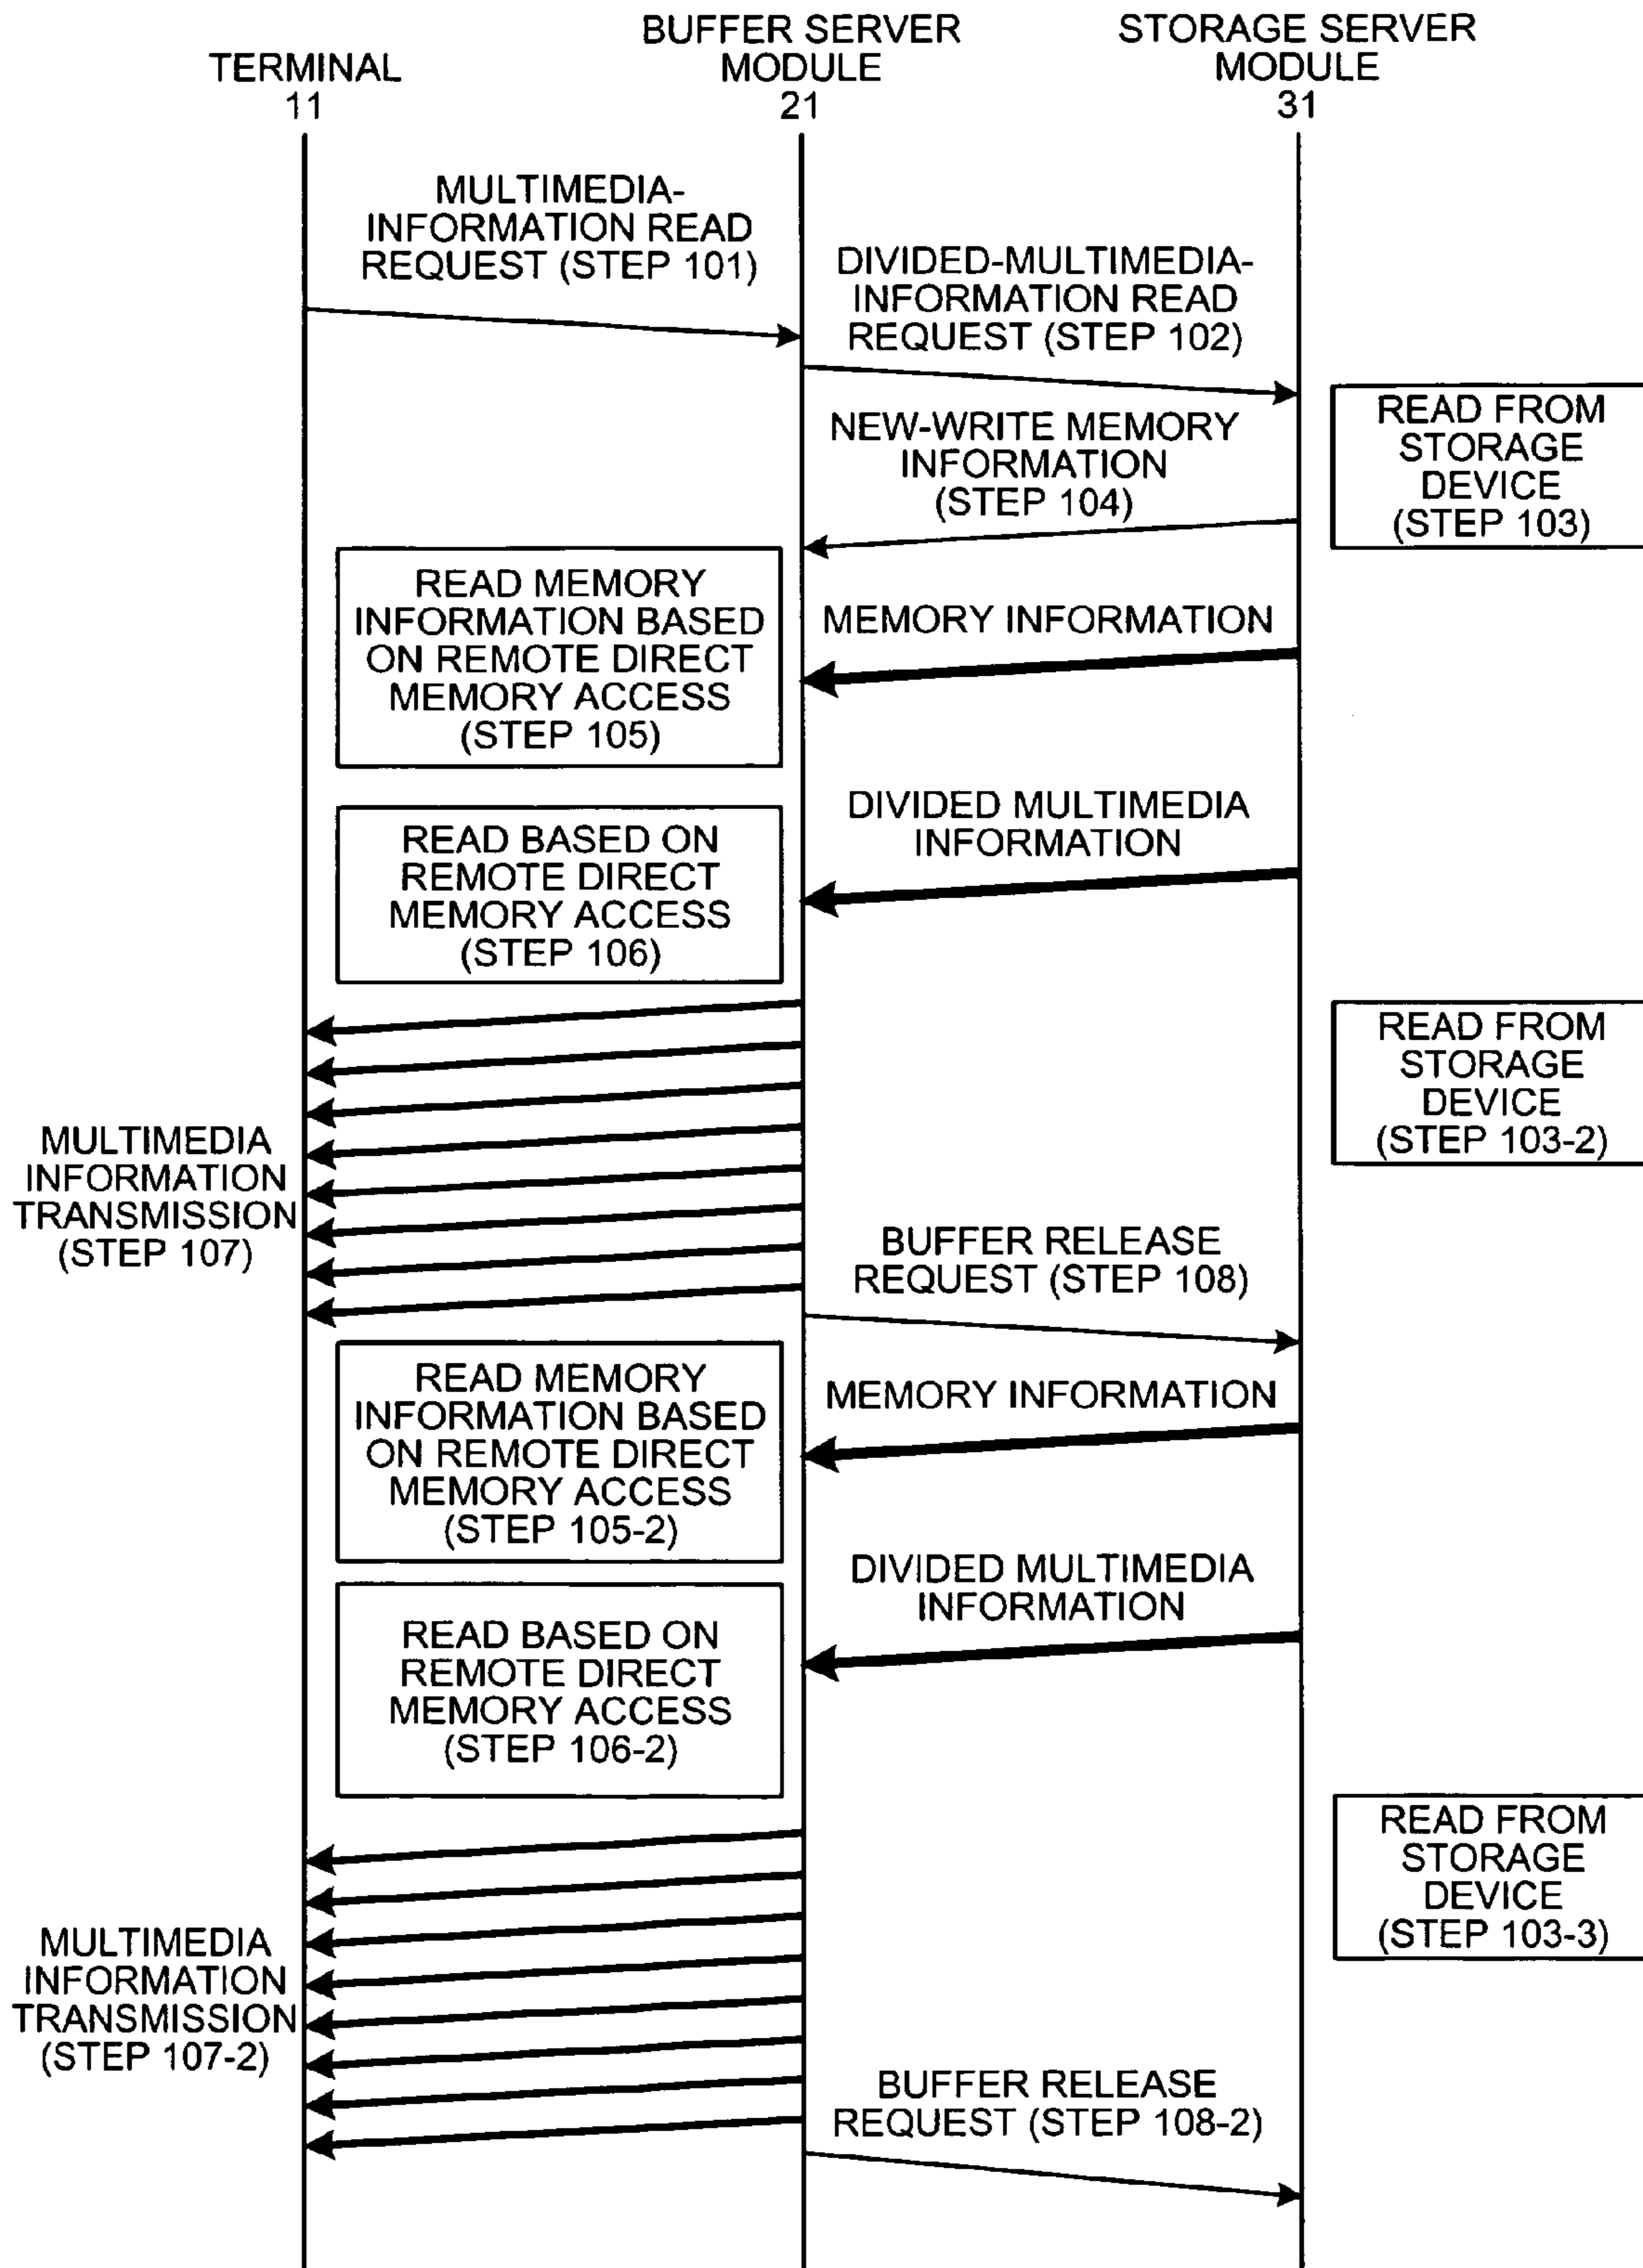 TERMINAL
11
BUFFER SERVER
MODULE
21
STORAGE SERVER
MODULE
31
MULTIMEDIA-
INFORMATION READ
REQUEST (STEP 101)
DIVIDED-MULTIMEDIA-
INFORMATION READ
REQUEST (STEP 102)
READ FROM
STORAGE
DEVICE
(STEP 103)
NEW-WRITE MEMORY
INFORMATION
(STEP 104)
READ MEMORY
INFORMATION BASED
ON REMOTE DIRECT
MEMORY ACCESS
(STEP 105)
MEMORY INFORMATION
READ BASED ON
REMOTE DIRECT
MEMORY ACCESS
(STEP 106)
DIVIDED MULTIMEDIA
INFORMATION
READ FROM
STORAGE
DEVICE
(STEP 103-2)
MULTIMEDIA
INFORMATION
TRANSMISSION
(STEP 107)
BUFFER RELEASE
REQUEST (STEP 108)
READ MEMORY
INFORMATION BASED
ON REMOTE DIRECT
MEMORY ACCESS
(STEP 105-2)
MEMORY INFORMATION
READ BASED ON
REMOTE DIRECT
MEMORY ACCESS
(STEP 106-2)
DIVIDED MULTIMEDIA
INFORMATION
READ FROM
STORAGE
DEVICE
(STEP 103-3)
MULTIMEDIA
INFORMATION
TRANSMISSION
(STEP 107-2)
BUFFER RELEASE
REQUEST (STEP 108-2)